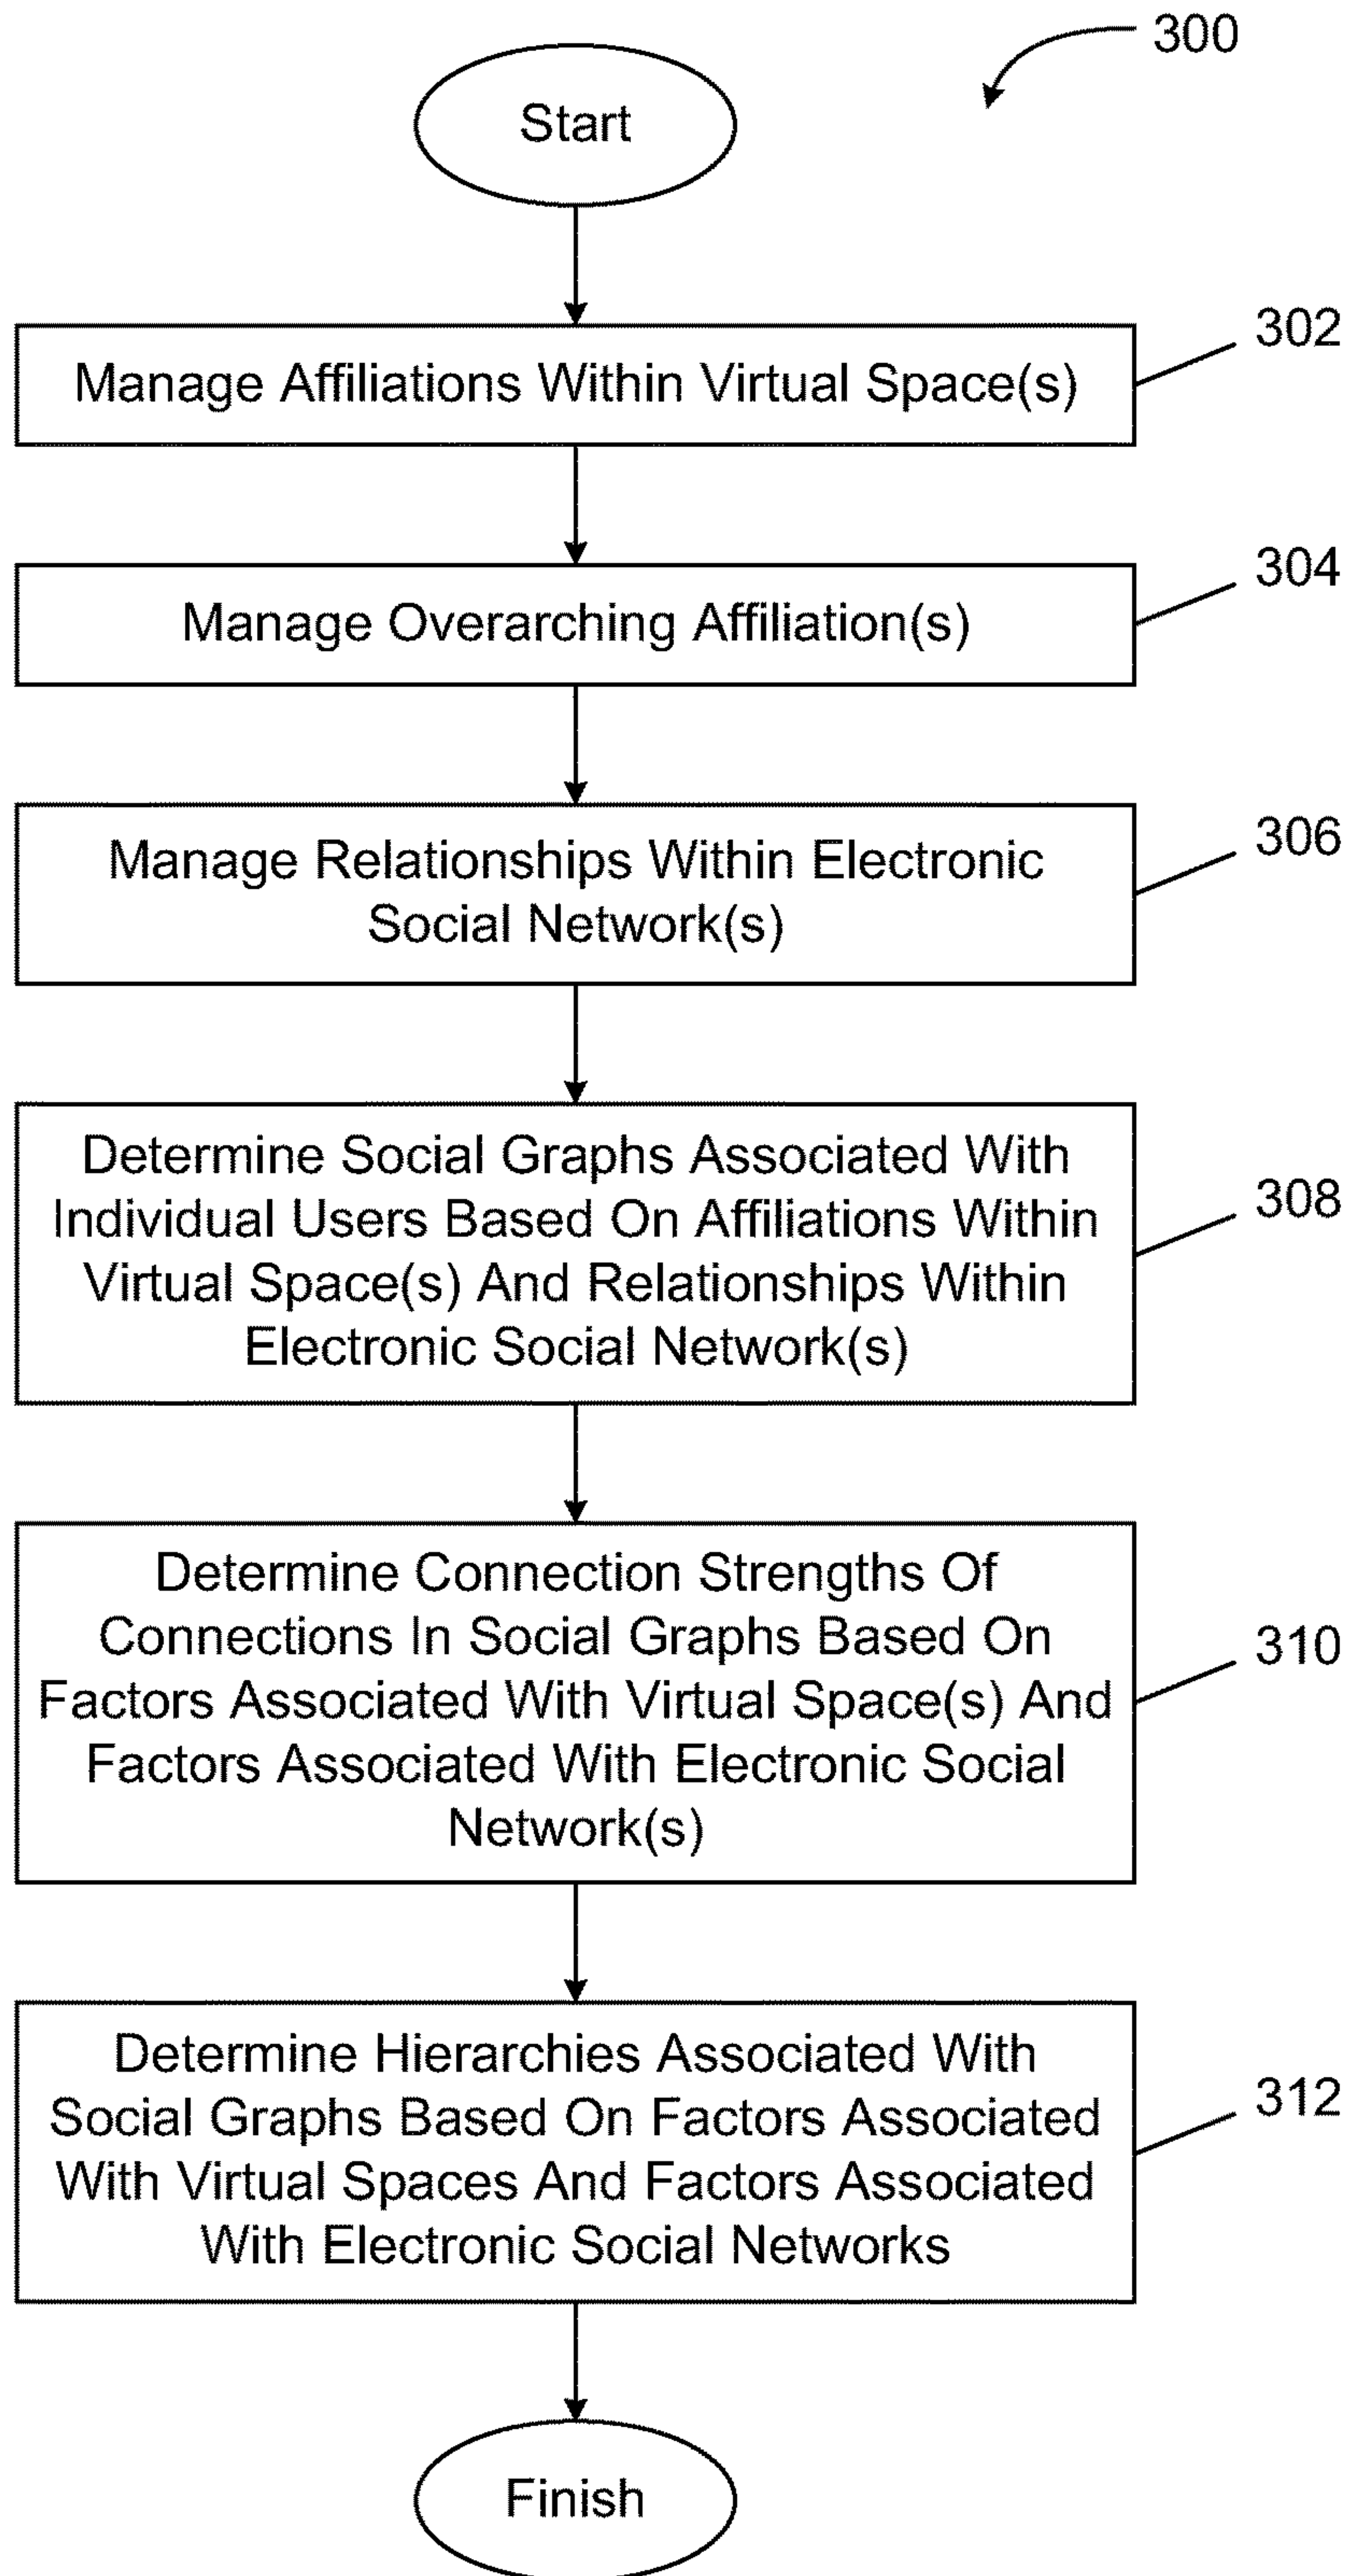 300
Start
302
Manage Affiliations Within Virtual Space(s)
304
Manage Overarching Affiliation(s)
306
Manage Relationships Within Electronic
Social Network(s)
308
Determine Social Graphs Associated With
Individual Users Based On Affiliations Within
Virtual Space(s) And Relationships Within
Electronic Social Network(s)
310
Determine Connection Strengths Of
Connections In Social Graphs Based On
Factors Associated With Virtual Space(s) And
Factors Associated With Electronic Social
Network(s)
312
Determine Hierarchies Associated With
Social Graphs Based On Factors Associated
With Virtual Spaces And Factors Associated
With Electronic Social Networks
Finish